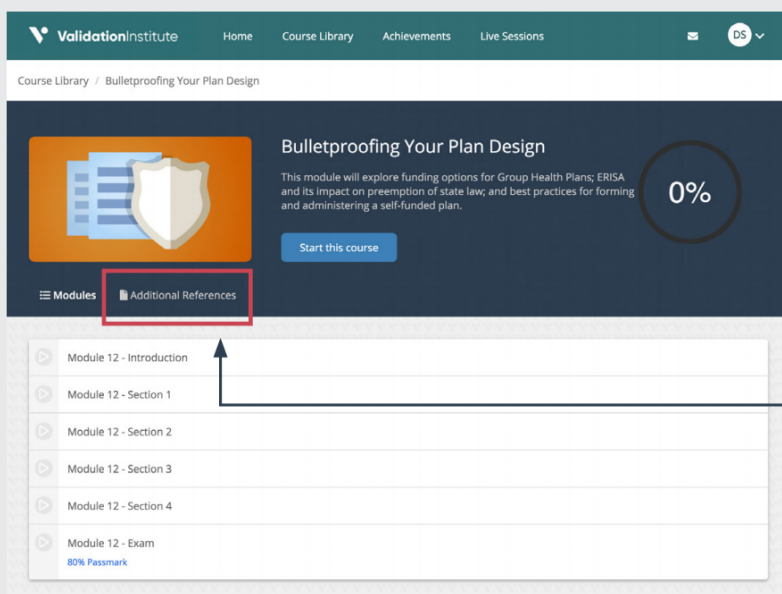 ValidationInstitute
Home
Course Library
Achievements
Live Sessions
DS
Course Library / Bulletproofing Your Plan Design
Bulletproofing Your Plan Design
This module will explore funding options for Group Health Plans; ERISA
and its impact on preemption of state law; and best practices for forming
and administering a self-funded plan.
0%
Start this course
Modules
Additional References
Module 12 - Introduction
Module 12 - Section 1
Module 12 - Section 2
Module 12 - Section 3
Module 12 - Section 4
Module 12 - Exam
80% Passmark